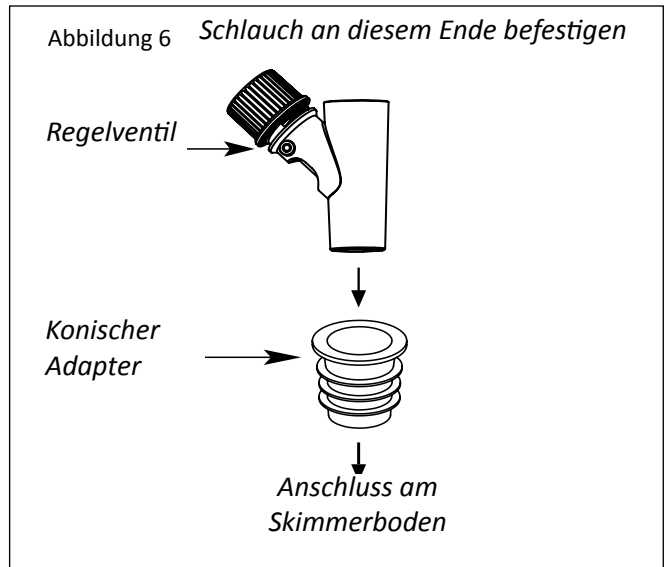 Abbildung 6
Schlauch an diesem Ende befestigen
Regelventil
Konischer
Adapter
Anschluss am
Skimmerboden